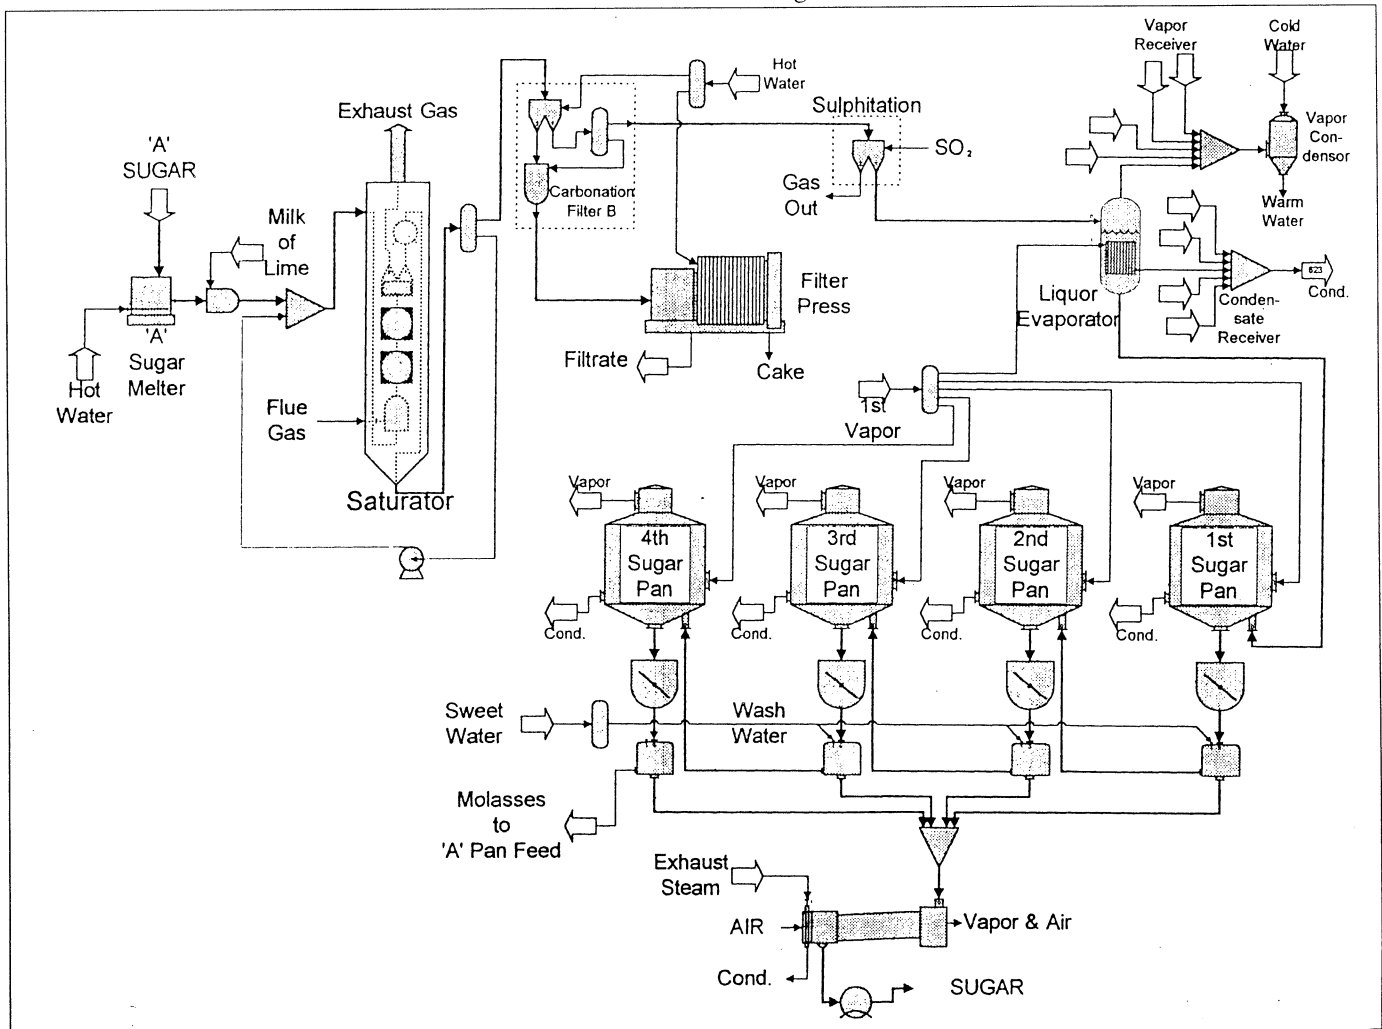 Vapor
Receiver
Cold
Water
Hot
Water
Exhaust Gas
Sulphitation
'A'
SUGAR
SO₂
Vapor
Con-
densor
Carbonation
Filter B
Gas
Out
Milk
of
Lime
Warm
Water
Filter
Press
Liquor
Evaporator
623
Cond.
Conden-
sate
Receiver
'A'
Sugar
Melter
Filtrate
Cake
Hot
Water
Flue
Gas
1st
Vapor
Saturator
Vapor
Vapor
Vapor
Vapor
4th
Sugar
Pan
3rd
Sugar
Pan
2nd
Sugar
Pan
1st
Sugar
Pan
Cond.
Cond.
Cond.
Cond.
Sweet
Water
Wash
Water
Molasses
to
'A' Pan Feed
Exhaust
Steam
AIR
Vapor & Air
Cond.
SUGAR